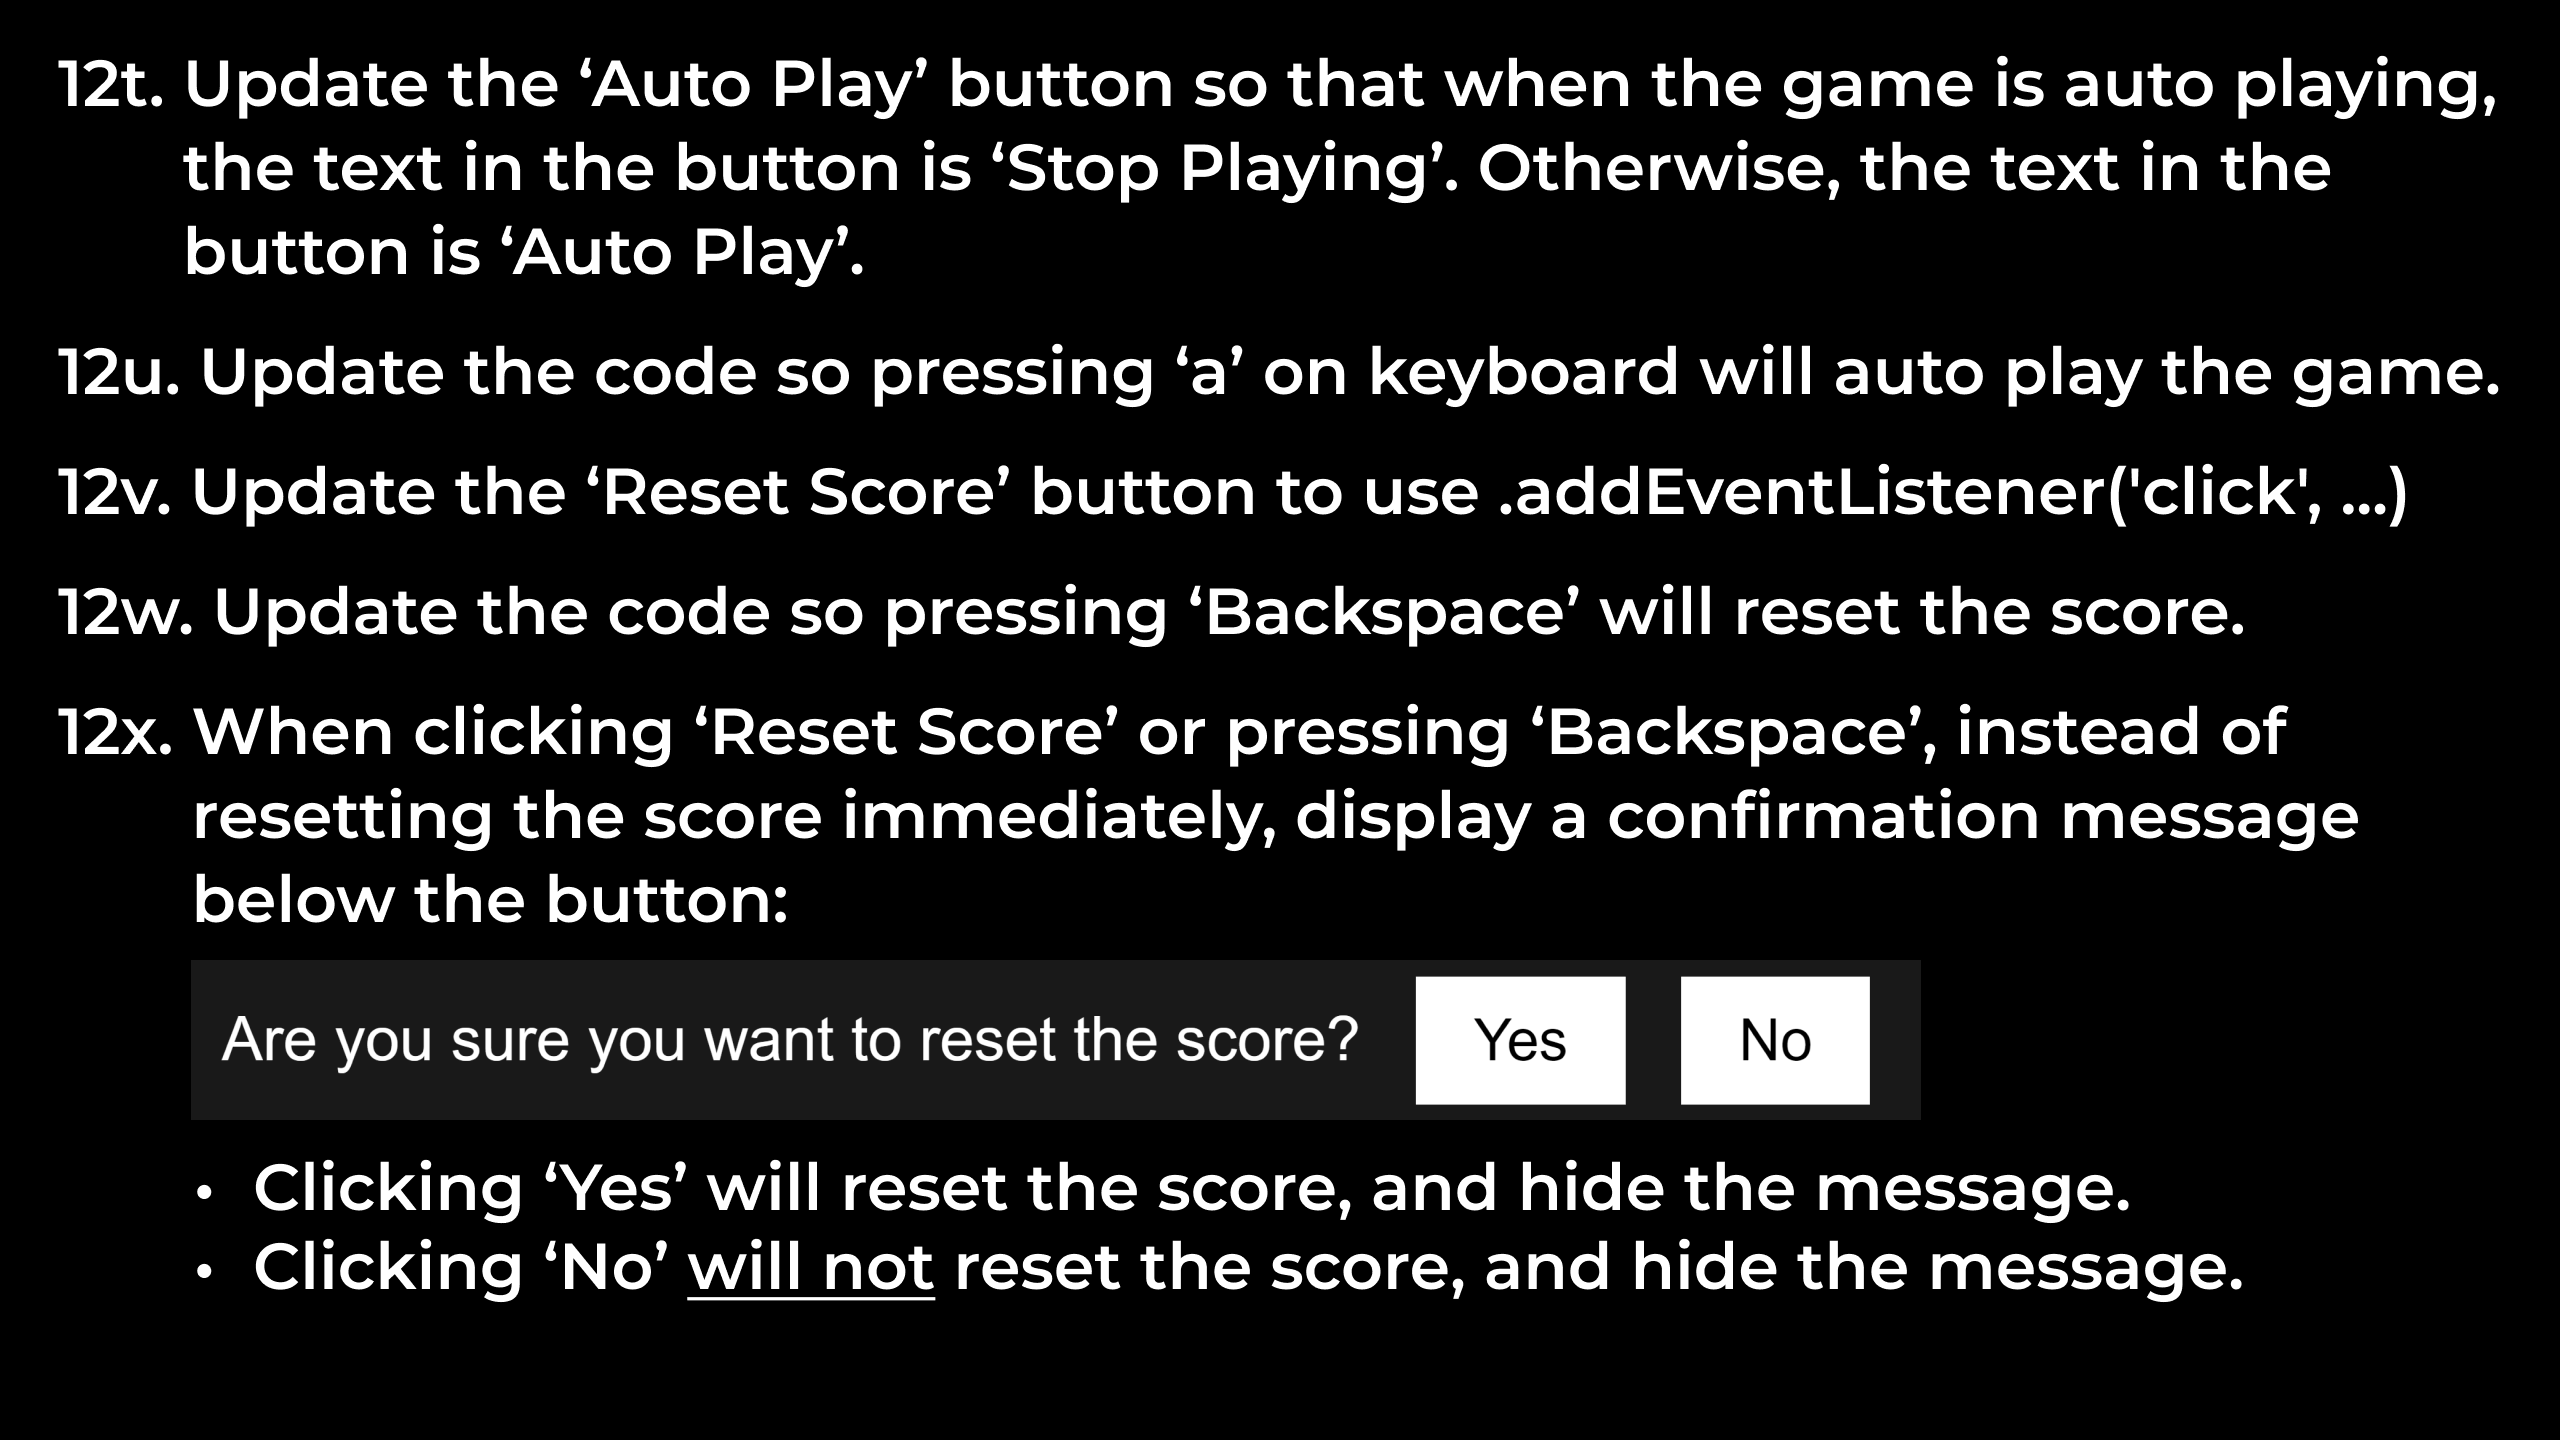 12t. Update the ‘Auto Play’ button so that when the game is auto playing,
the text in the button is ‘Stop Playing’. Otherwise, the text in the
button is ‘Auto Play’.
12u. Update the code so pressing ‘a’ on keyboard will auto play the game.
12v. Update the ‘Reset Score’ button to use .addEventListener('click', ...)
12w. Update the code so pressing ‘Backspace’ will reset the score.
12x. When clicking ‘Reset Score’ or pressing ‘Backspace’, instead of
resetting the score immediately, display a confirmation message
below the button:
Are you sure you want to reset the score? Yes No
• Clicking ‘Yes’ will reset the score, and hide the message.
• Clicking ‘No’ will not reset the score, and hide the message.